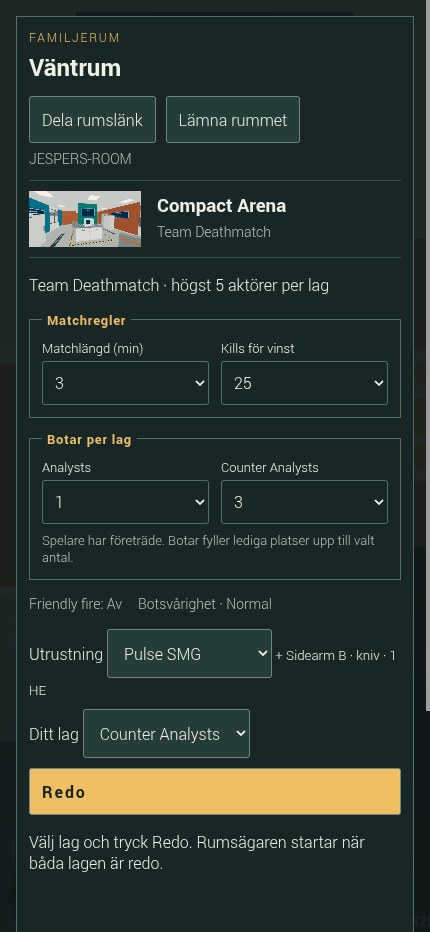 FAMILJERUM
Väntrum
Dela rumslänk Lämna rummet
JESPERS-ROOM
Compact Arena
Team Deathmatch
Team Deathmatch · högst 5 aktörer per lag
Matchregler
Matchlängd (min) Kills för vinst
3 25
Botar per lag
Analysts Counter Analysts
1 3
Spelare har företräde. Botar fyller lediga platser upp till valt
antal.
Friendly fire: Av Botsvårighet · Normal
Utrustning Pulse SMG + Sidearm B · kniv · 1
HE
Ditt lag Counter Analysts
Redo
Välj lag och tryck Redo. Rumsägaren startar när
båda lagen är redo.